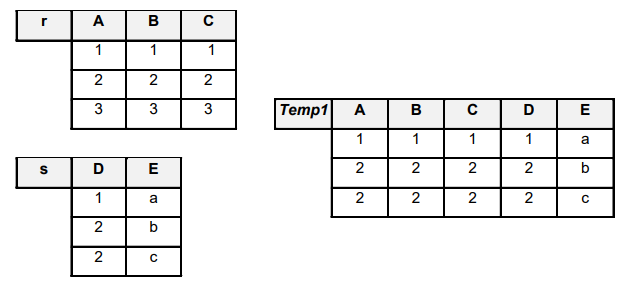 r A B C
1 1 1
2 2 2
3 3 3
s D E
1 a
2 b
2 c
Temp1 A B C D E
1 1 1 1 a
2 2 2 2 b
2 2 2 2 c